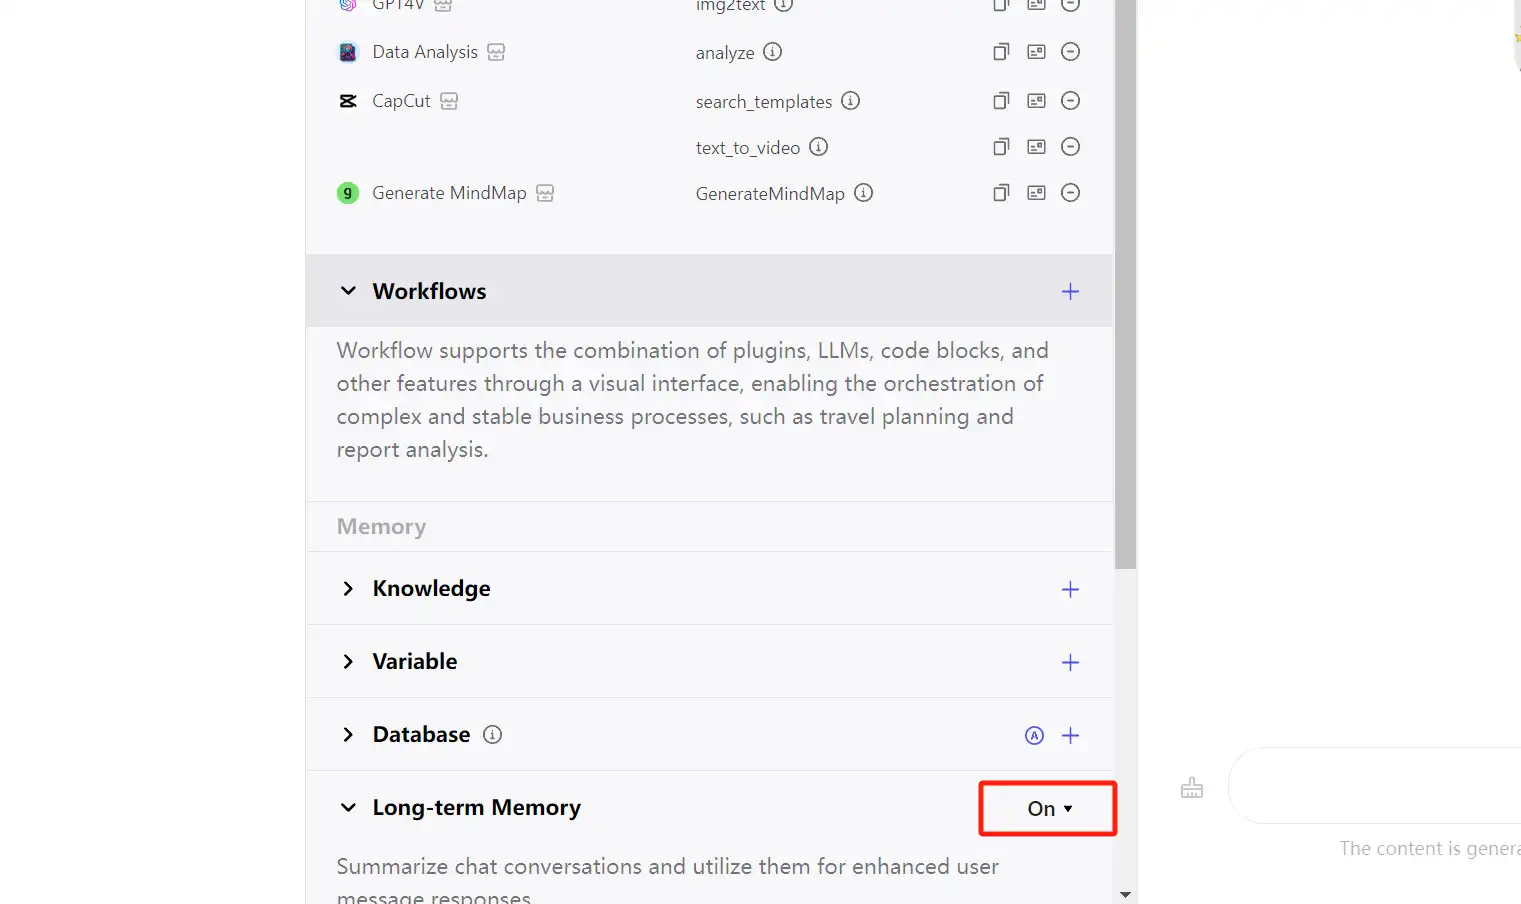 GPT4V img2text
Data Analysis analyze
CapCut search_templates
text_to_video
g Generate MindMap GenerateMindMap
Workflows
Workflow supports the combination of plugins, LLMs, code blocks, and
other features through a visual interface, enabling the orchestration of
complex and stable business processes, such as travel planning and
report analysis.
Memory
Knowledge
Variable
Database A
Long-term Memory On
Summarize chat conversations and utilize them for enhanced user
message responses
The content is genera